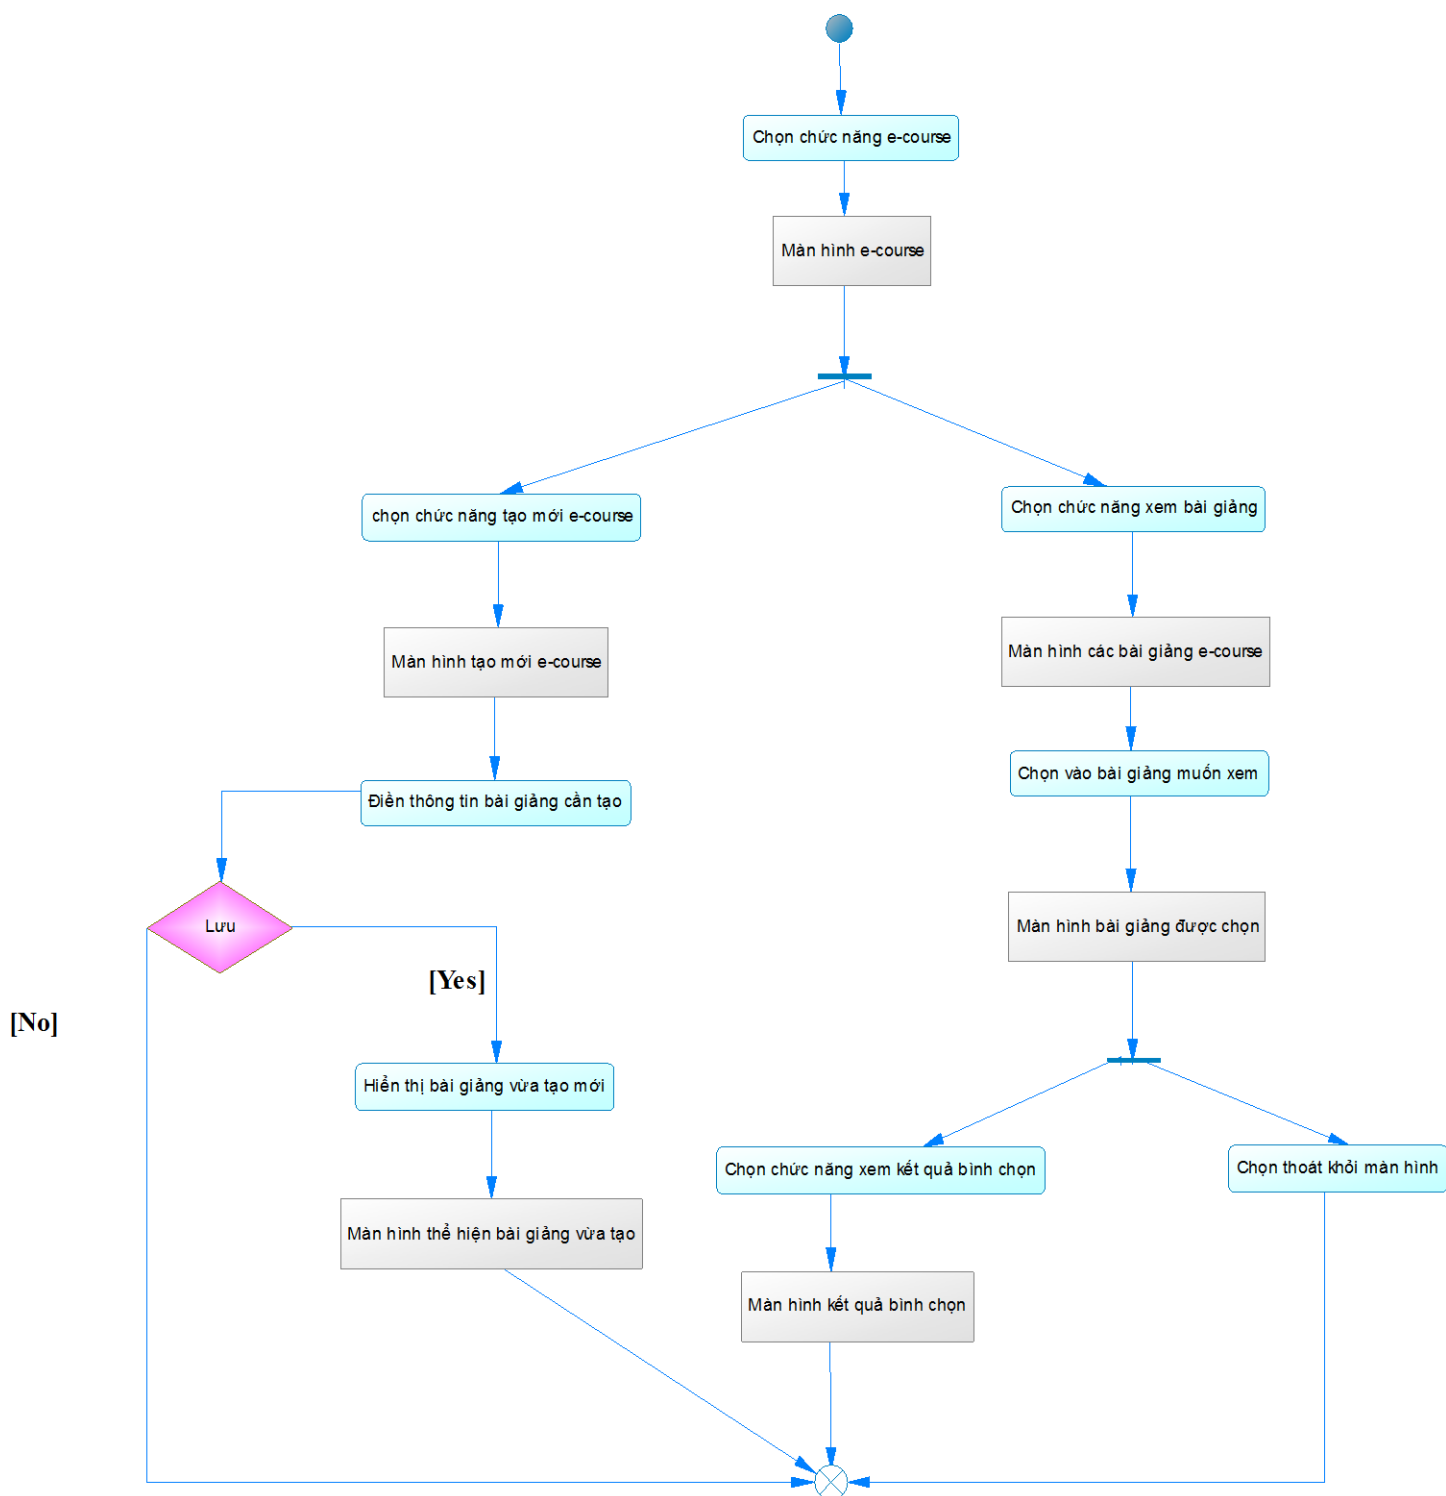 Chọn chức năng e-course
Màn hình e-course
chọn chức năng tạo mới e-course
Chọn chức năng xem bài giảng
Màn hình tạo mới e-course
Màn hình các bài giảng e-course
Điền thông tin bài giảng cần tạo
Chọn vào bài giảng muốn xem
Lưu
Màn hình bài giảng được chọn
[Yes]
[No]
Hiển thị bài giảng vừa tạo mới
Chọn chức năng xem kết quả bình chọn
Chọn thoát khỏi màn hình
Màn hình thể hiện bài giảng vừa tạo
Màn hình kết quả bình chọn